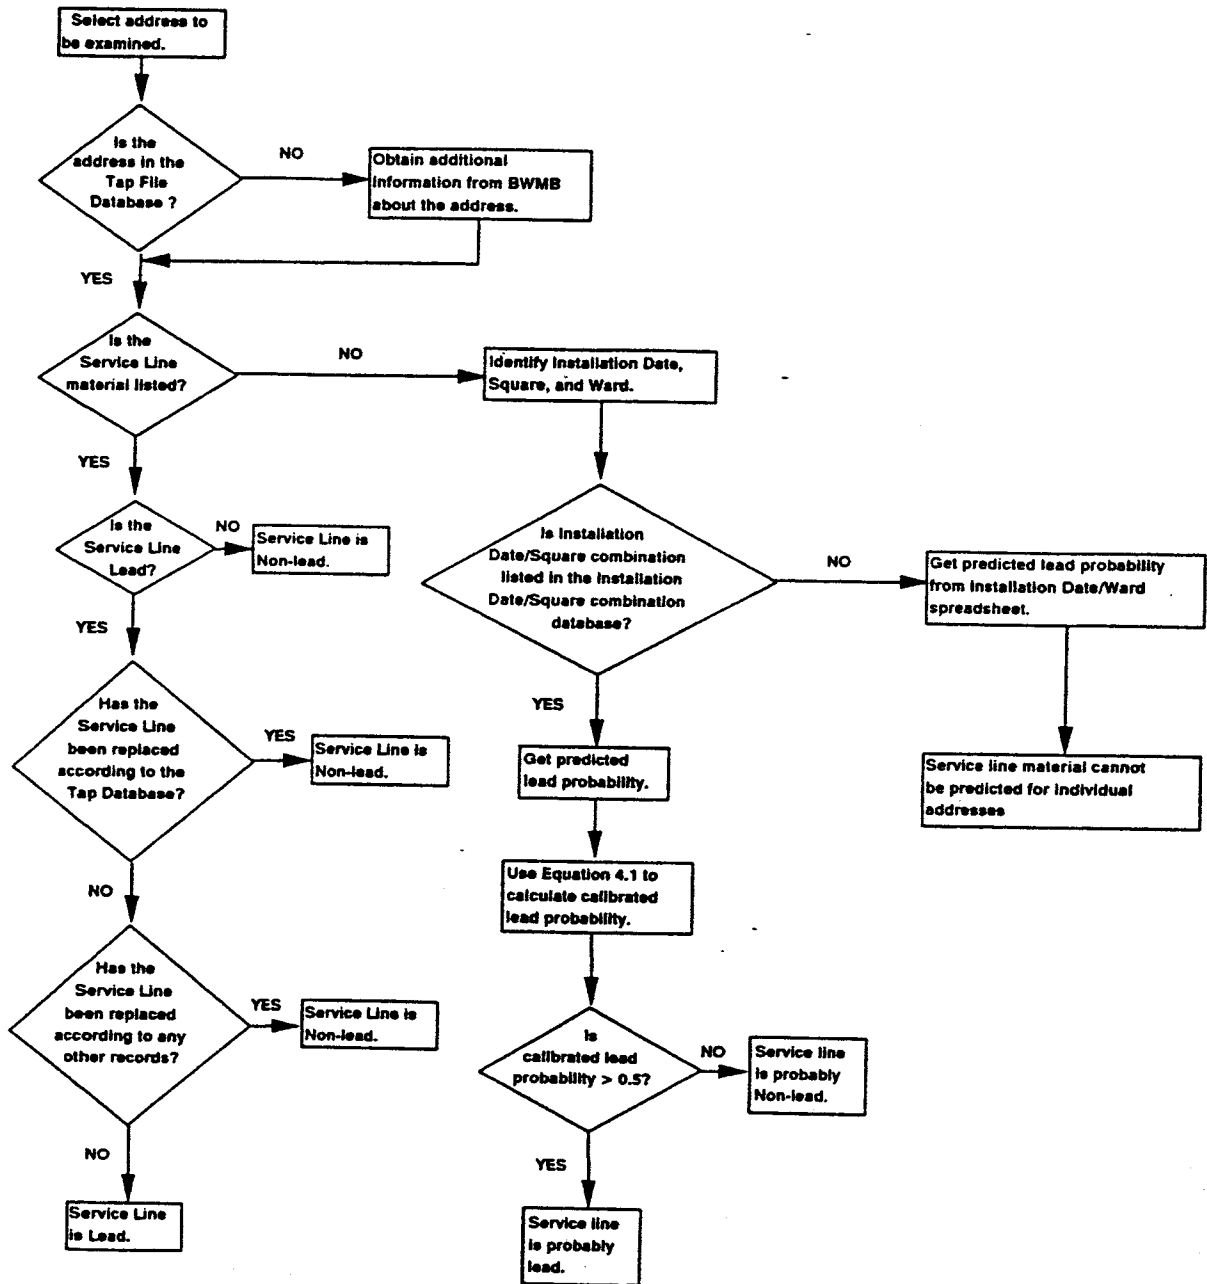 Select address to
be examined.
Is the
address in the
Tap File
Database ?
NO
Obtain additional
information from BWMB
about the address.
YES
Is the
Service Line
material listed?
NO
Identify Installation Date,
Square, and Ward.
YES
Is the
Service Line
Lead?
NO
Service Line is
Non-lead.
Is Installation
Date/Square combination
listed in the Installation
Date/Square combination
database?
NO
Get predicted lead probability
from Installation Date/Ward
spreadsheet.
YES
Has the
Service Line
been replaced
according to the
Tap Database?
YES
Service Line is
Non-lead.
YES
Get predicted
lead probability.
Service line material cannot
be predicted for individual
addresses
NO
Use Equation 4.1 to
calculate calibrated
lead probability.
Has the
Service Line
been replaced
according to any
other records?
YES
Service Line is
Non-lead.
Is
calibrated lead
probability > 0.5?
NO
Service line
is probably
Non-lead.
NO
Service Line
is Lead.
YES
Service line
is probably
lead.